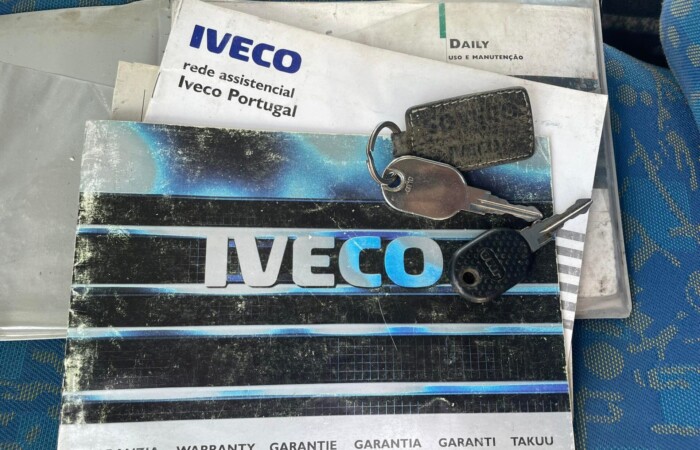 IVECO
rede assistencial
Iveco Portugal
DAILY
USO E MANUTENÇÃO
IVECO
WARRANTY GARANTIE GARANTIA GARANTI TAKUU